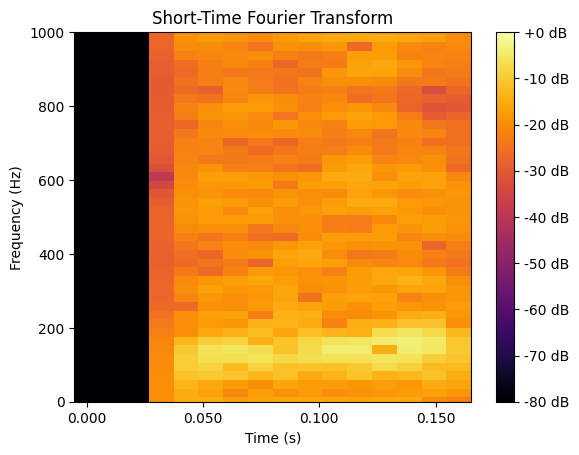 Short-Time Fourier Transform
1000
800
600
400
200
0
Frequency (Hz)
0.000
0.050
0.100
0.150
Time (s)
+0 dB
-10 dB
-20 dB
-30 dB
-40 dB
-50 dB
-60 dB
-70 dB
-80 dB